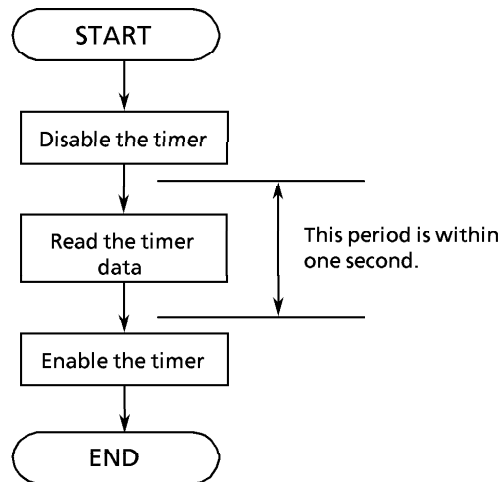 START
Disable the timer
Read the timer
data
This period is within
one second.
Enable the timer
END